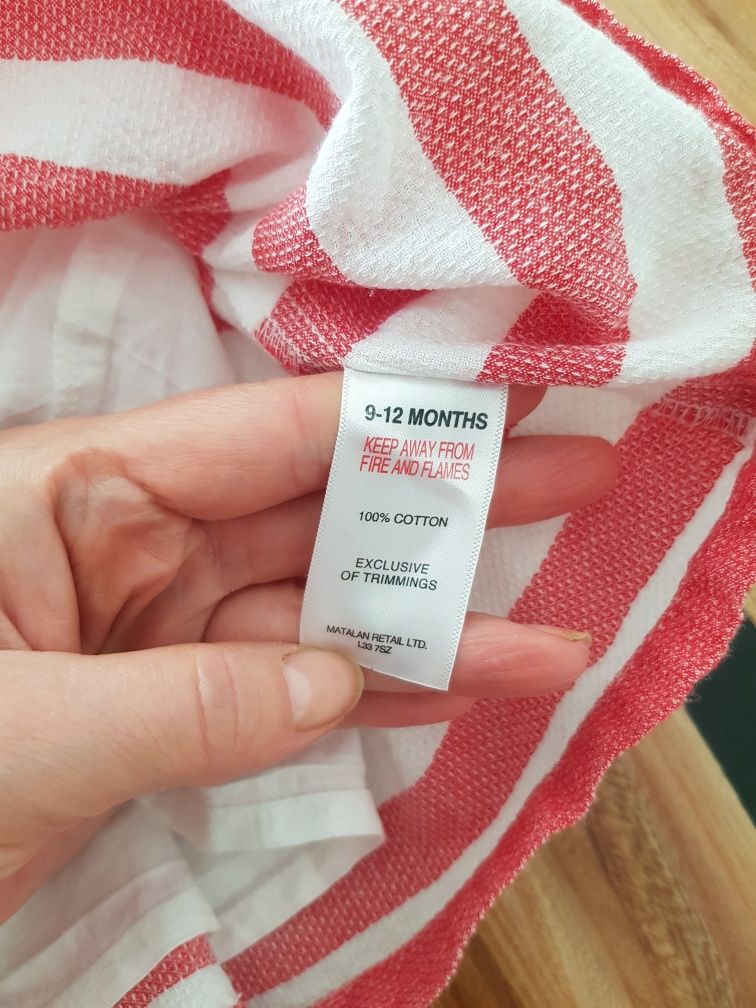 9-12 MONTHS
KEEP AWAY FROM
FIRE AND FLAMES
100% COTTON
EXCLUSIVE
OF TRIMMINGS
MATALAN RETAIL LTD.
L33 7SZ